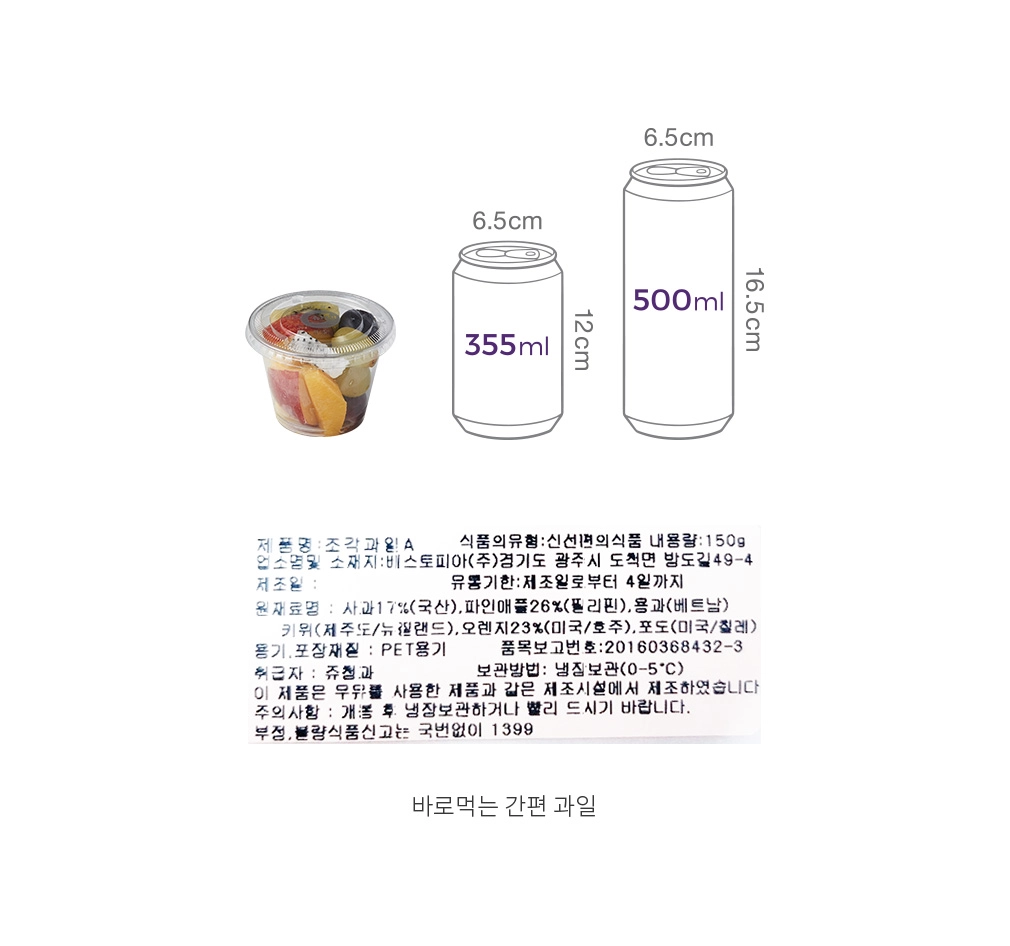 6.5cm
6.5cm
500ml
16.5cm
355ml
12cm
제품명:조각과일A 식품의유형:신선편의식품 내용량:150g
업소명및 소재지:베스토피아(주)경기도 광주시 도척면 방도길49-4
제조일 : 유통기한:제조일로부터 4일까지
원재료명 : 사과17%(국산),파인애플26%(필리핀),용과(베트남)
키위(제주도/뉴질랜드),오렌지23%(미국/호주),포도(미국/칠레)
용기,포장재질 : PET용기 품목보고번호:20160368432-3
취급자 : 쥬청과 보관방법: 냉장보관(0-5°C)
이 제품은 우유를 사용한 제품과 같은 제조시설에서 제조하였습니다
주의사항 : 개봉 후 냉장보관하거나 빨리 드시기 바랍니다.
부정,불량식품신고는 국번없이 1399
바로먹는 간편 과일